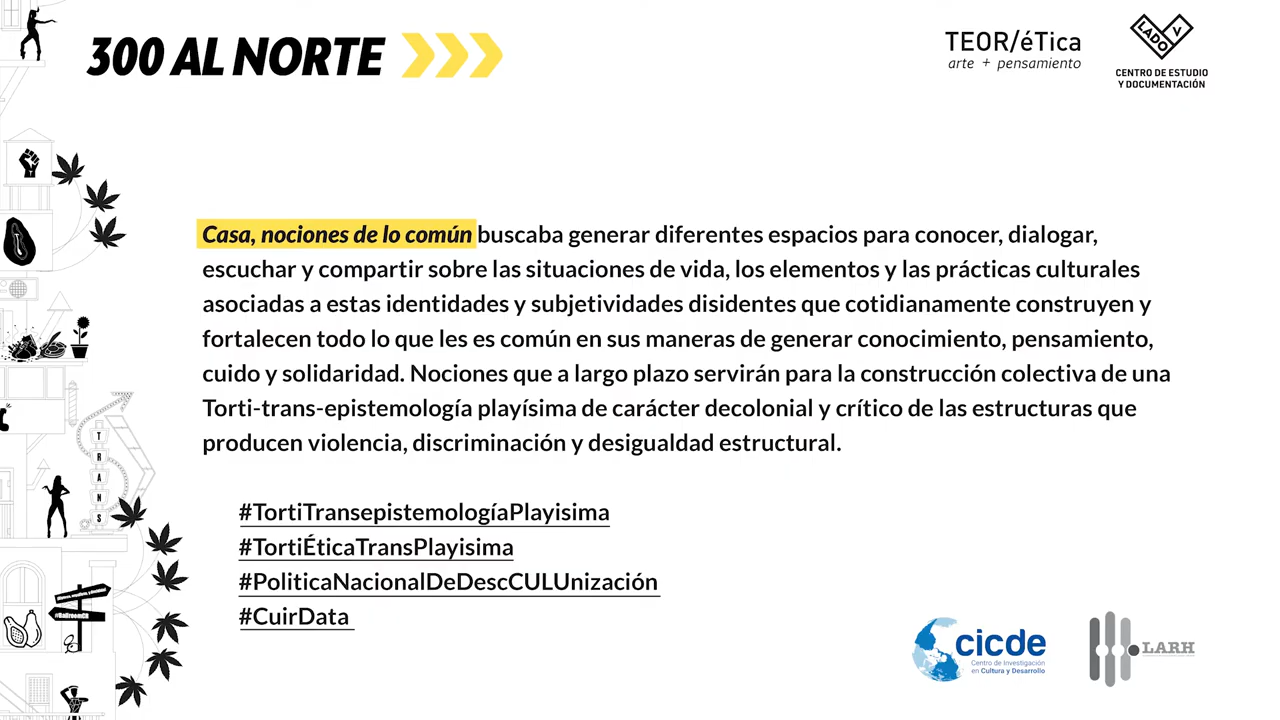 300 AL NORTE
TEOR/éTica
arte + pensamiento
LADO V
CENTRO DE ESTUDIO
Y DOCUMENTACIÓN
Casa, nociones de lo común buscaba generar diferentes espacios para conocer, dialogar,
escuchar y compartir sobre las situaciones de vida, los elementos y las prácticas culturales
asociadas a estas identidades y subjetividades disidentes que cotidianamente construyen y
fortalecen todo lo que les es común en sus maneras de generar conocimiento, pensamiento,
cuido y solidaridad. Nociones que a largo plazo servirán para la construcción colectiva de una
Torti-trans-epistemología playísima de carácter decolonial y crítico de las estructuras que
producen violencia, discriminación y desigualdad estructural.
#TortiTransepistemologíaPlayisima
#TortiÉticaTransPlayisima
#PoliticaNacionalDeDescCULUnización
#CuirData
TRANS
cicde
Centro de Investigación
en Cultura y Desarrollo
LARH